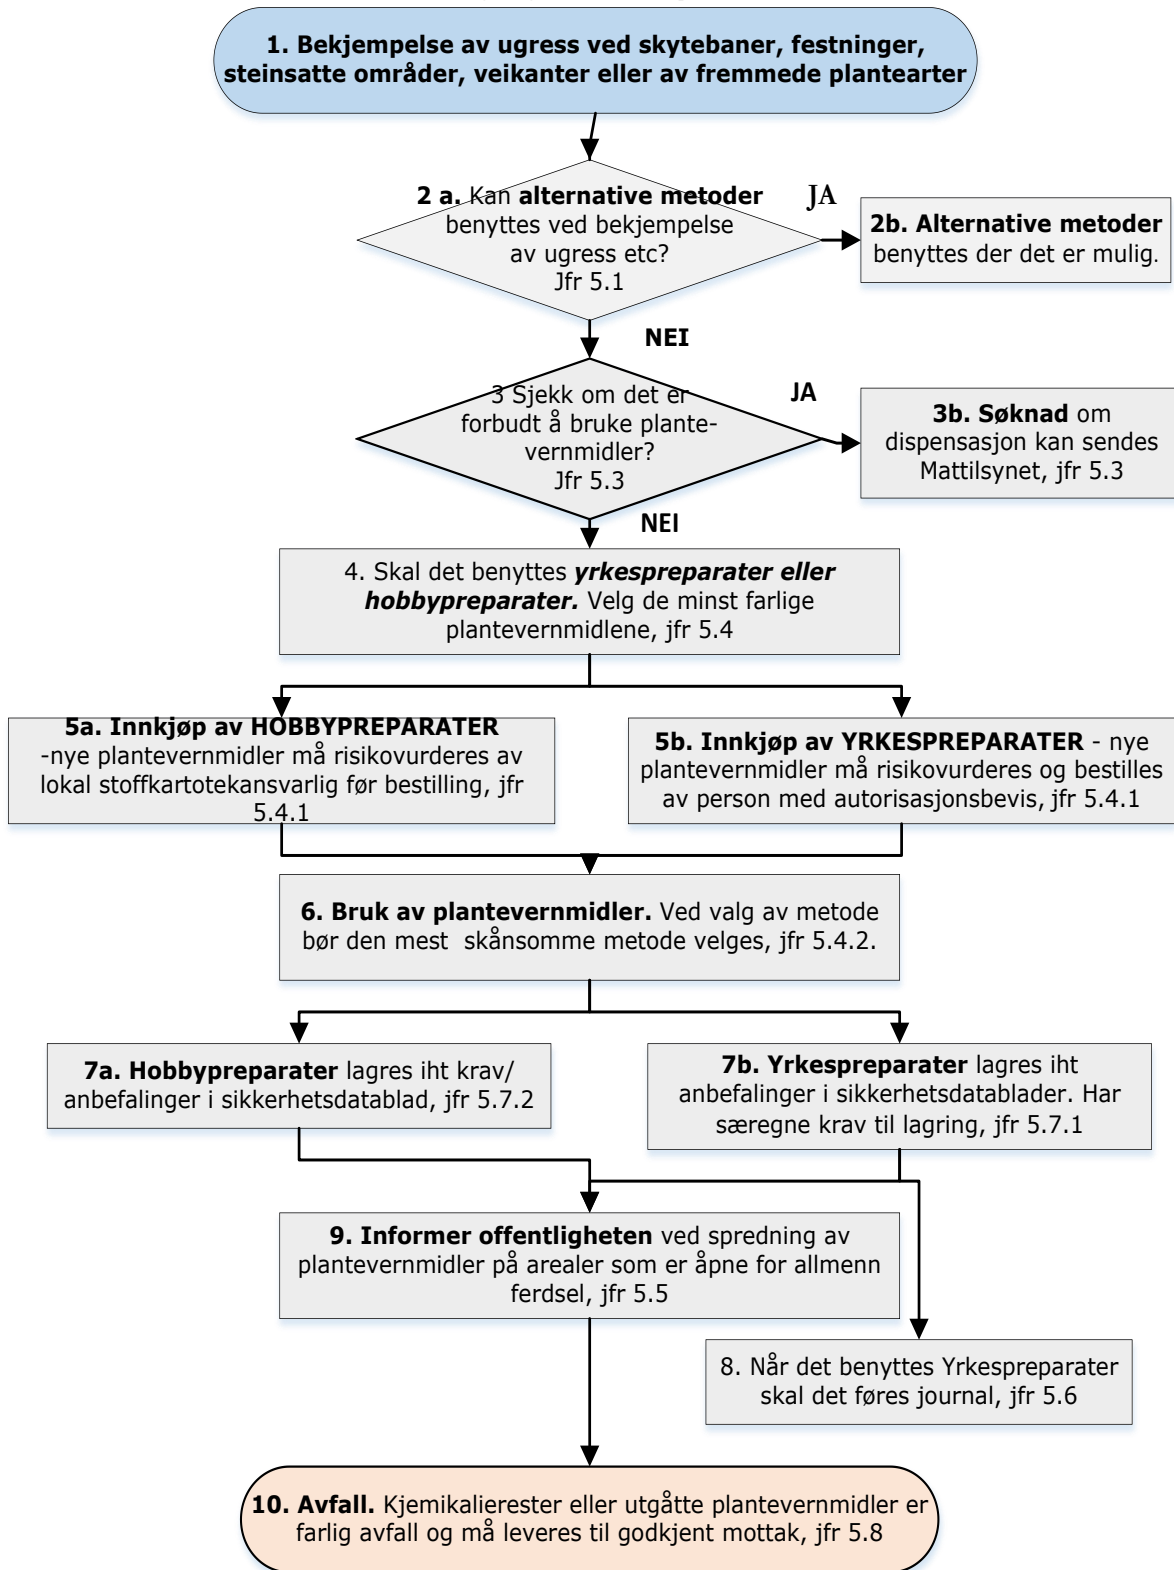 1. Bekjempelse av ugress ved skytebaner, festninger,
steinsatte områder, veikanter eller av fremmede plantearter
2 a. Kan alternative metoder
benyttes ved bekjempelse
av ugress etc?
Jfr 5.1
JA
2b. Alternative metoder
benyttes der det er mulig.
NEI
3 Sjekk om det er
forbudt å bruke plante-
vernmidler?
Jfr 5.3
JA
3b. Søknad om
dispensasjon kan sendes
Mattilsynet, jfr 5.3
NEI
4. Skal det benyttes yrkespreparater eller
hobbypreparater. Velg de minst farlige
plantevernmidlene, jfr 5.4
5a. Innkjøp av HOBBYPREPARATER
-nye plantevernmidler må risikovurderes av
lokal stoffkartotekansvarlig før bestilling, jfr
5.4.1
5b. Innkjøp av YRKESPREPARATER - nye
plantevernmidler må risikovurderes og bestilles
av person med autorisasjonsbevis, jfr 5.4.1
6. Bruk av plantevernmidler. Ved valg av metode
bør den mest skånsomme metode velges, jfr 5.4.2.
7a. Hobbypreparater lagres iht krav/
anbefalinger i sikkerhetsdatablad, jfr 5.7.2
7b. Yrkespreparater lagres iht
anbefalinger i sikkerhetsdatablader. Har
særegne krav til lagring, jfr 5.7.1
9. Informer offentligheten ved spredning av
plantevernmidler på arealer som er åpne for allmenn
ferdsel, jfr 5.5
8. Når det benyttes Yrkespreparater
skal det føres journal, jfr 5.6
10. Avfall. Kjemikalierester eller utgåtte plantevernmidler er
farlig avfall og må leveres til godkjent mottak, jfr 5.8